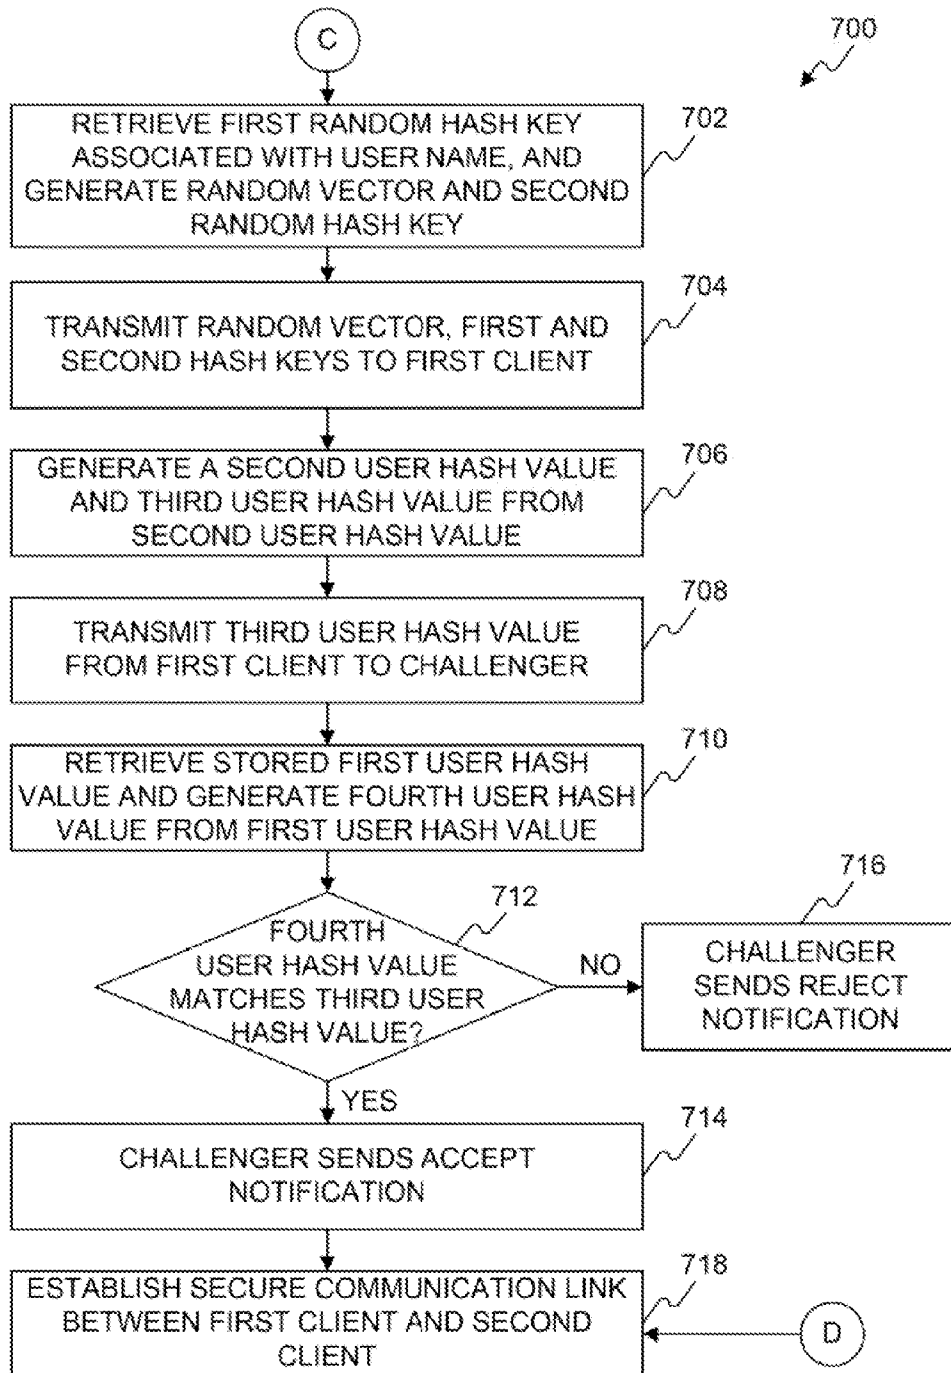 C
700
RETRIEVE FIRST RANDOM HASH KEY
ASSOCIATED WITH USER NAME, AND
GENERATE RANDOM VECTOR AND SECOND
RANDOM HASH KEY
702
TRANSMIT RANDOM VECTOR, FIRST AND
SECOND HASH KEYS TO FIRST CLIENT
704
GENERATE A SECOND USER HASH VALUE
AND THIRD USER HASH VALUE FROM
SECOND USER HASH VALUE
706
TRANSMIT THIRD USER HASH VALUE
FROM FIRST CLIENT TO CHALLENGER
708
RETRIEVE STORED FIRST USER HASH
VALUE AND GENERATE FOURTH USER HASH
VALUE FROM FIRST USER HASH VALUE
710
FOURTH
USER HASH VALUE
MATCHES THIRD USER
HASH VALUE?
712
NO
CHALLENGER
SENDS REJECT
NOTIFICATION
716
YES
CHALLENGER SENDS ACCEPT
NOTIFICATION
714
ESTABLISH SECURE COMMUNICATION LINK
BETWEEN FIRST CLIENT AND SECOND
CLIENT
718
D